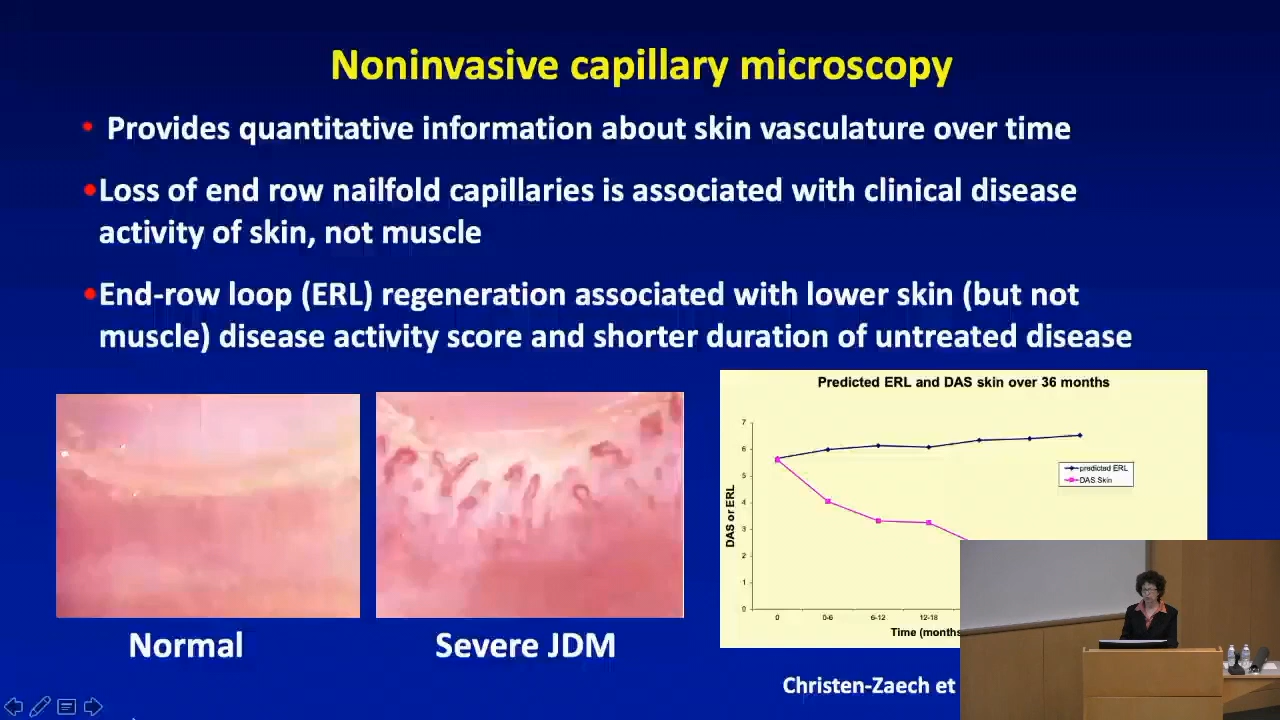 Noninvasive capillary microscopy
• Provides quantitative information about skin vasculature over time
•Loss of end row nailfold capillaries is associated with clinical disease
activity of skin, not muscle
•End-row loop (ERL) regeneration associated with lower skin (but not
muscle) disease activity score and shorter duration of untreated disease
Predicted ERL and DAS skin over 36 months
7
6
5
4
3
2
1
0
DAS or ERL
predicted ERL
DAS Skin
0 0-6 6-12 12-18
Time (months
Normal
Severe JDM
Christen-Zaech et